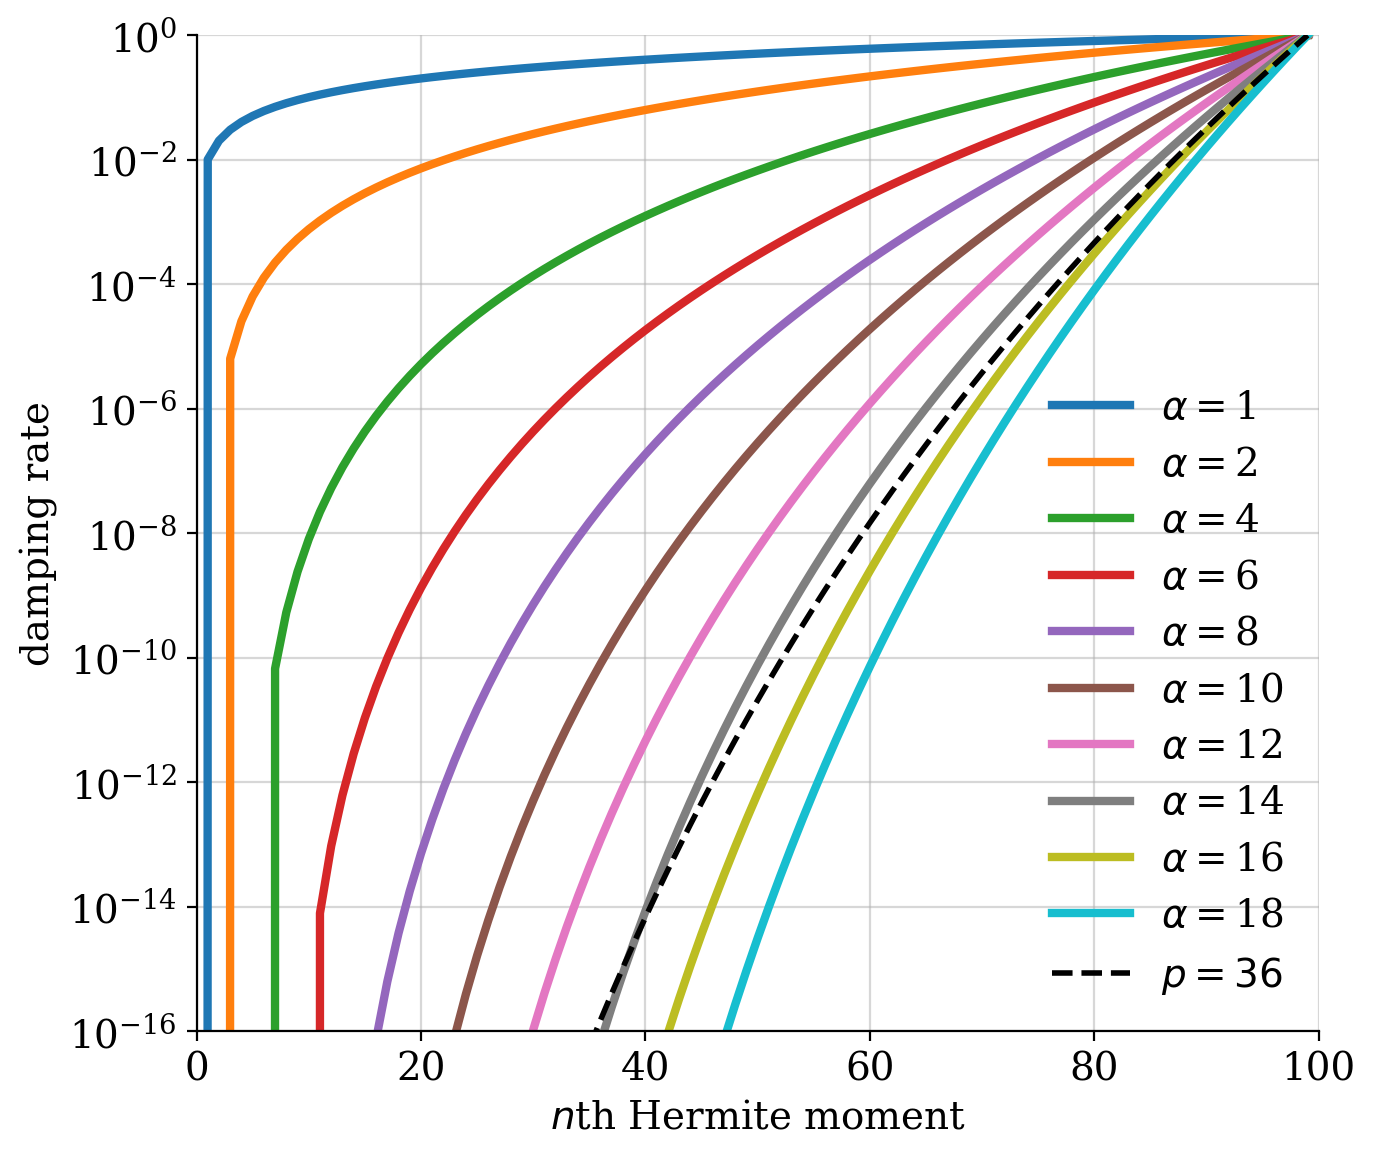 10⁰
10⁻²
10⁻⁴
10⁻⁶
10⁻⁸
10⁻¹⁰
10⁻¹²
10⁻¹⁴
10⁻¹⁶
damping rate
α = 1
α = 2
α = 4
α = 6
α = 8
α = 10
α = 12
α = 14
α = 16
α = 18
p = 36
0 20 40 60 80 100
nth Hermite moment